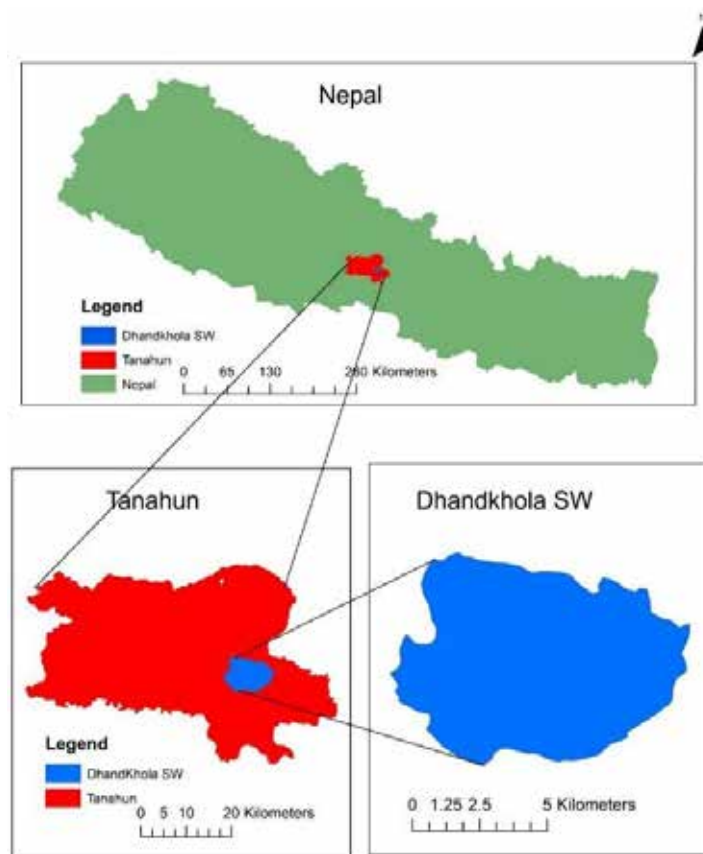 Nepal
Legend
Dhandkhola SW
Tanahun
Nepal
0 65 130 260 Kilometers
Tanahun
Legend
DhandKhola SW
Tanahun
0 5 10 20 Kilometers
Dhandkhola SW
0 1.25 2.5 5 Kilometers